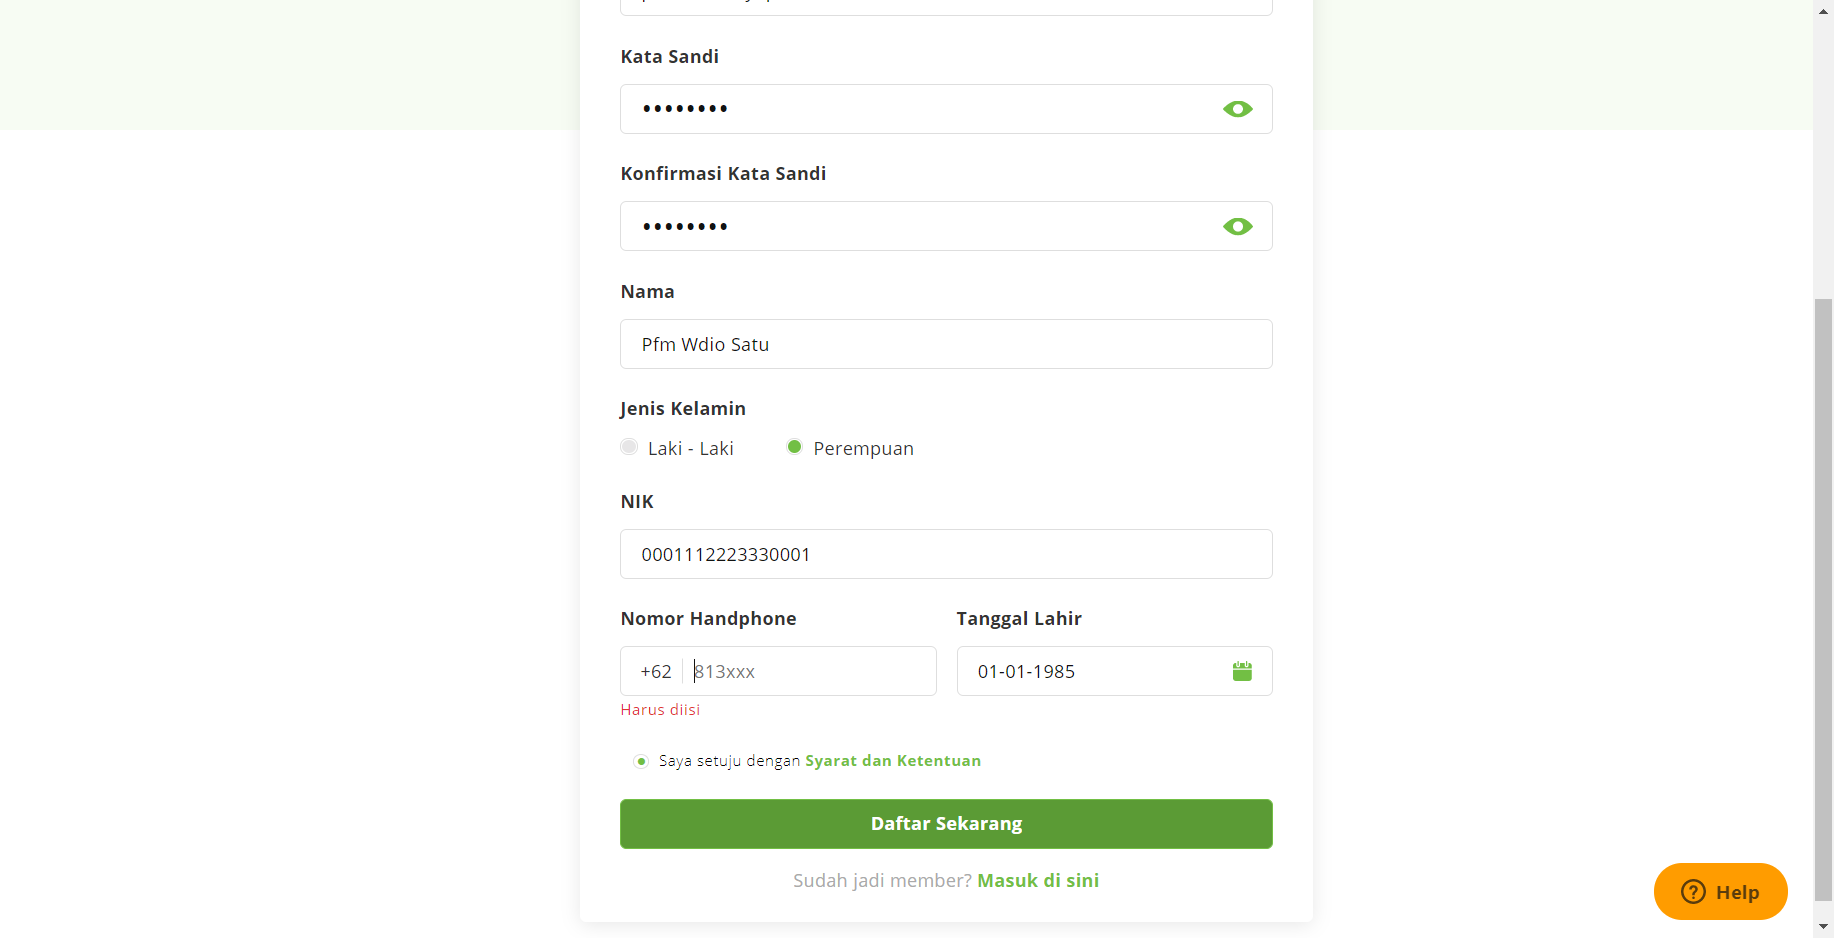 Kata Sandi
••••••••
Konfirmasi Kata Sandi
••••••••
Nama
Pfm Wdio Satu
Jenis Kelamin
Laki - Laki Perempuan
NIK
0001112223330001
Nomor Handphone Tanggal Lahir
+62 813xxx 01-01-1985
Harus diisi
Saya setuju dengan Syarat dan Ketentuan
Daftar Sekarang
Sudah jadi member? Masuk di sini
Help